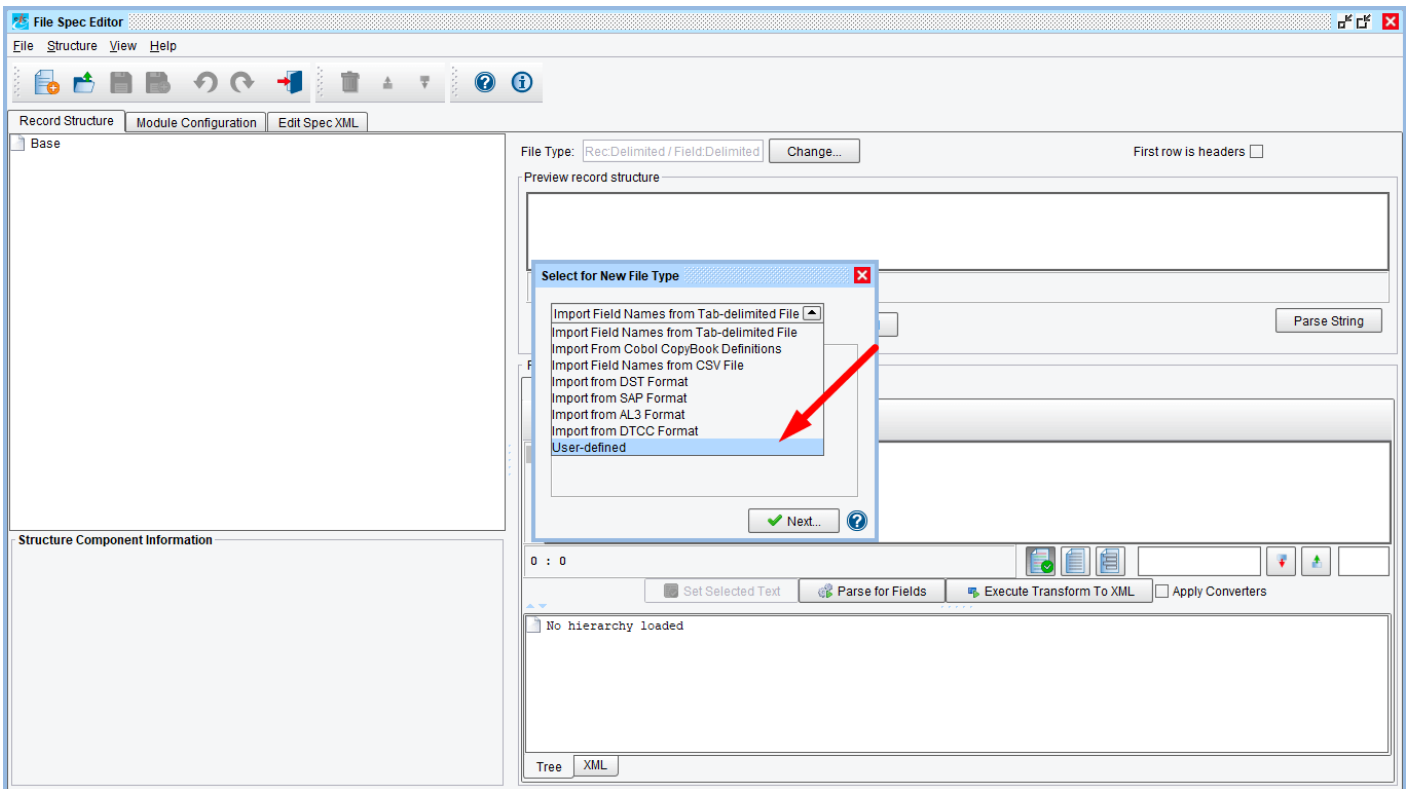 File Spec Editor
File Structure View Help
Record Structure Module Configuration Edit Spec XML
Base
File Type: Rec:Delimited / Field:Delimited Change... First row is headers
Preview record structure
Select for New File Type
Import Field Names from Tab-delimited File
Import Field Names from Tab-delimited File
Import From Cobol CopyBook Definitions
Import Field Names from CSV File
Import from DST Format
Import from SAP Format
Import from AL3 Format
Import from DTCC Format
User-defined
Next...
Parse String
Structure Component Information
0 : 0
Set Selected Text Parse for Fields Execute Transform To XML Apply Converters
No hierarchy loaded
Tree XML